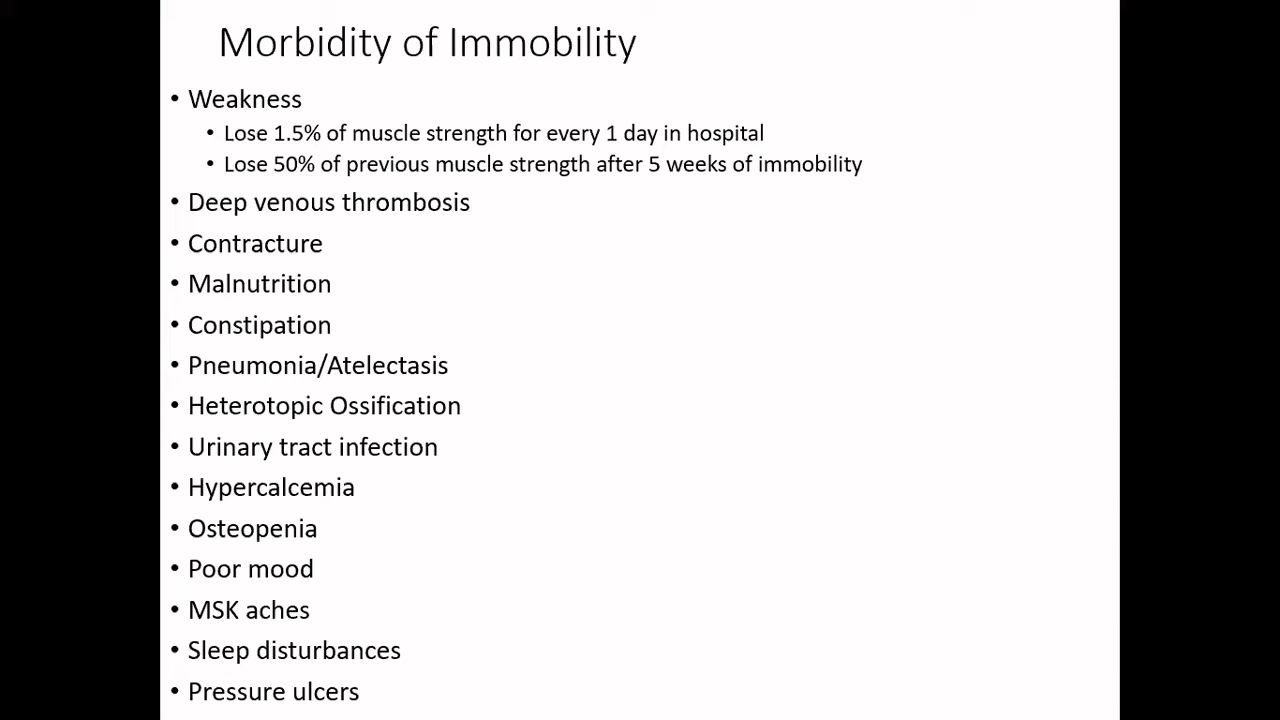 Morbidity of Immobility
• Weakness
• Lose 1.5% of muscle strength for every 1 day in hospital
• Lose 50% of previous muscle strength after 5 weeks of immobility
• Deep venous thrombosis
• Contracture
• Malnutrition
• Constipation
• Pneumonia/Atelectasis
• Heterotopic Ossification
• Urinary tract infection
• Hypercalcemia
• Osteopenia
• Poor mood
• MSK aches
• Sleep disturbances
• Pressure ulcers